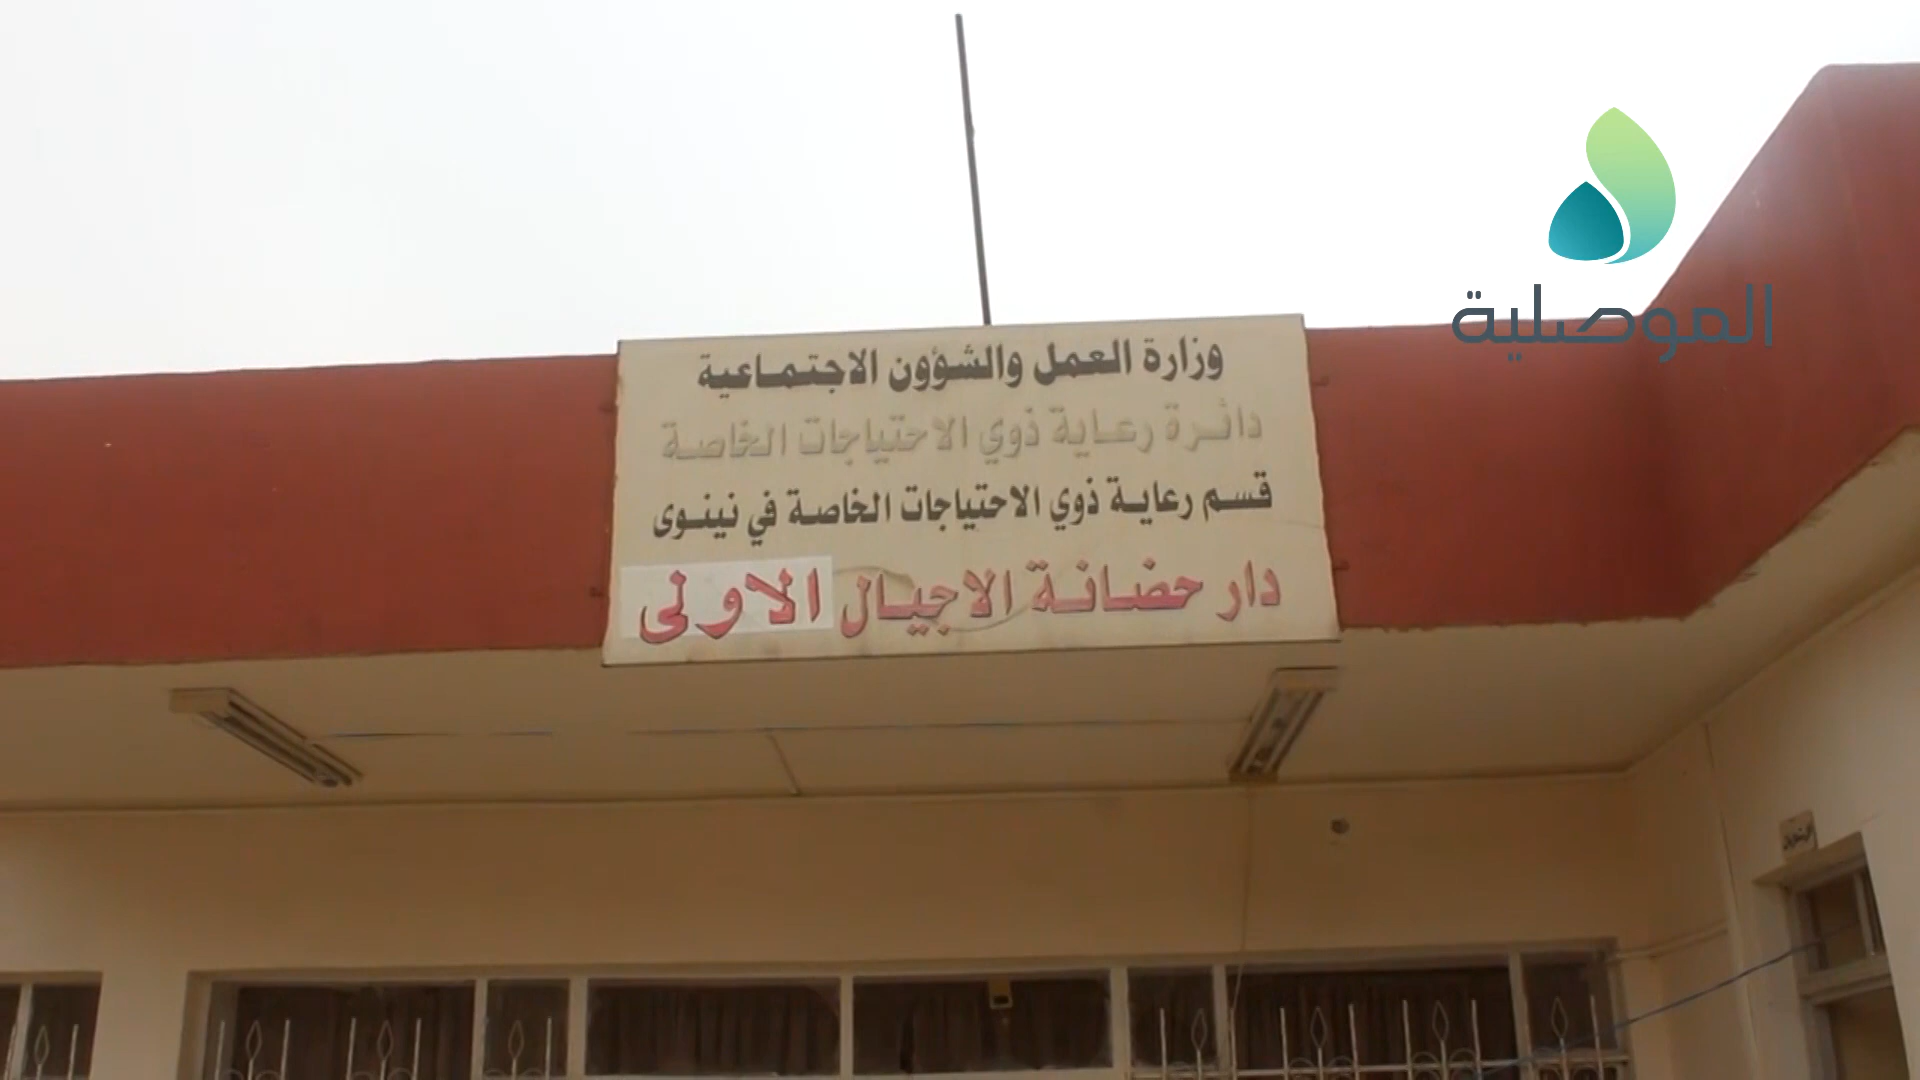 الموصلية
وزارة العمل والشؤون الاجتماعية
دائرة رعاية ذوي الاحتياجات الخاصة
قسم رعاية ذوي الاحتياجات الخاصة في نينوى
دار حضانة الاجيال الاولى